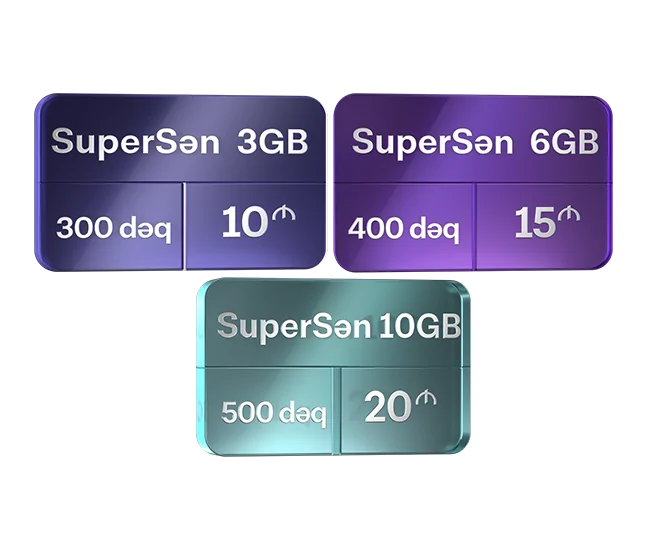 SuperSən 3GB
300 dəq
10₼
SuperSən 6GB
400 dəq
15₼
SuperSən 10GB
500 dəq
20₼